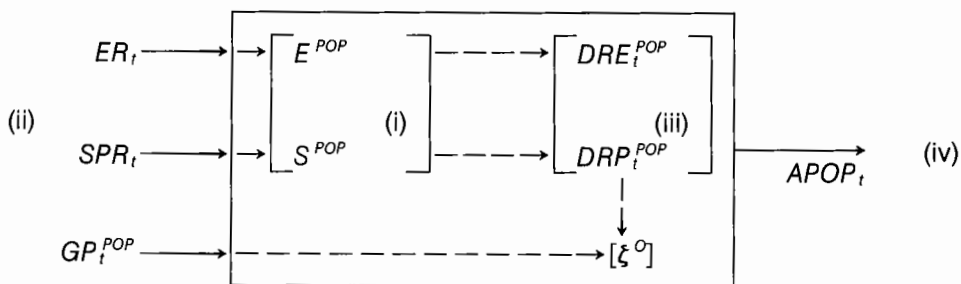 ER_t E^{POP} DRE_t^{POP}
(ii) (i) (iii)
SPR_t S^{POP} DRP_t^{POP} APOP_t (iv)
GP_t^{POP} [ξ^O]